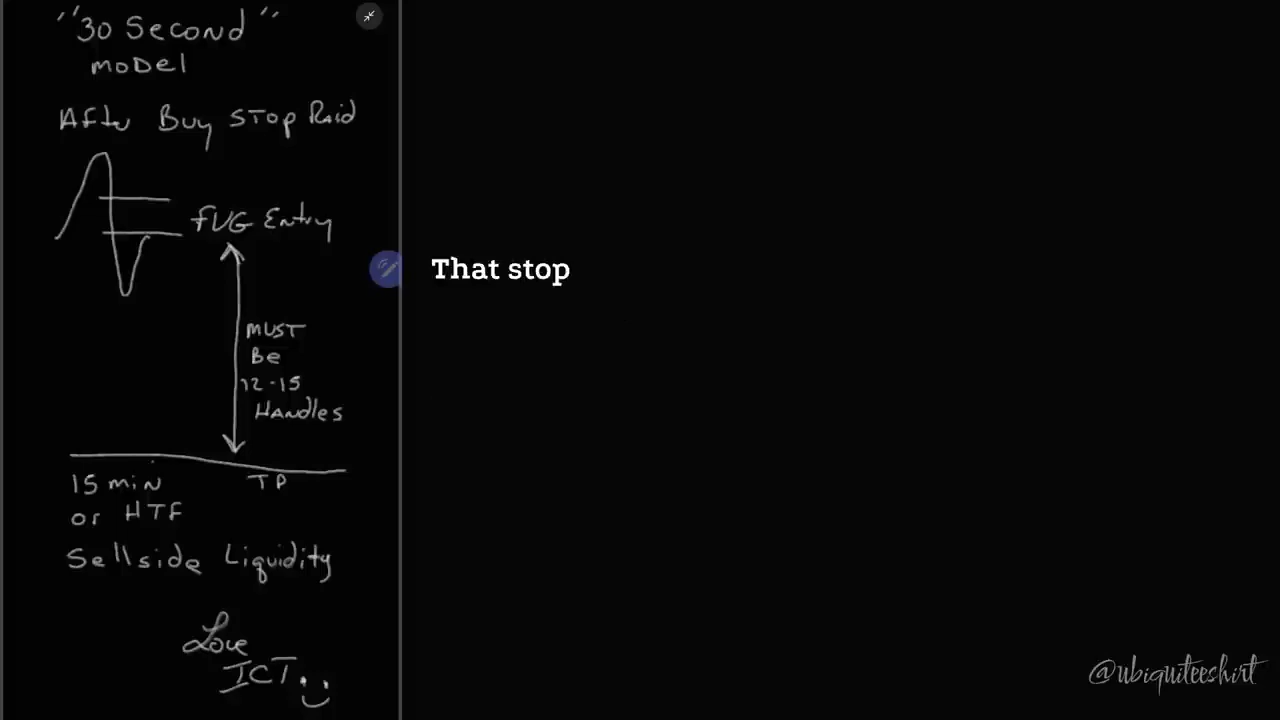 "30 Second"
model
After Buy Stop Raid
FVG Entry
MUST
Be
12-15
Handles
15 min
TP
or HTF
Sellside Liquidity
Love
ICT
That stop
@ubiquiteeshirt